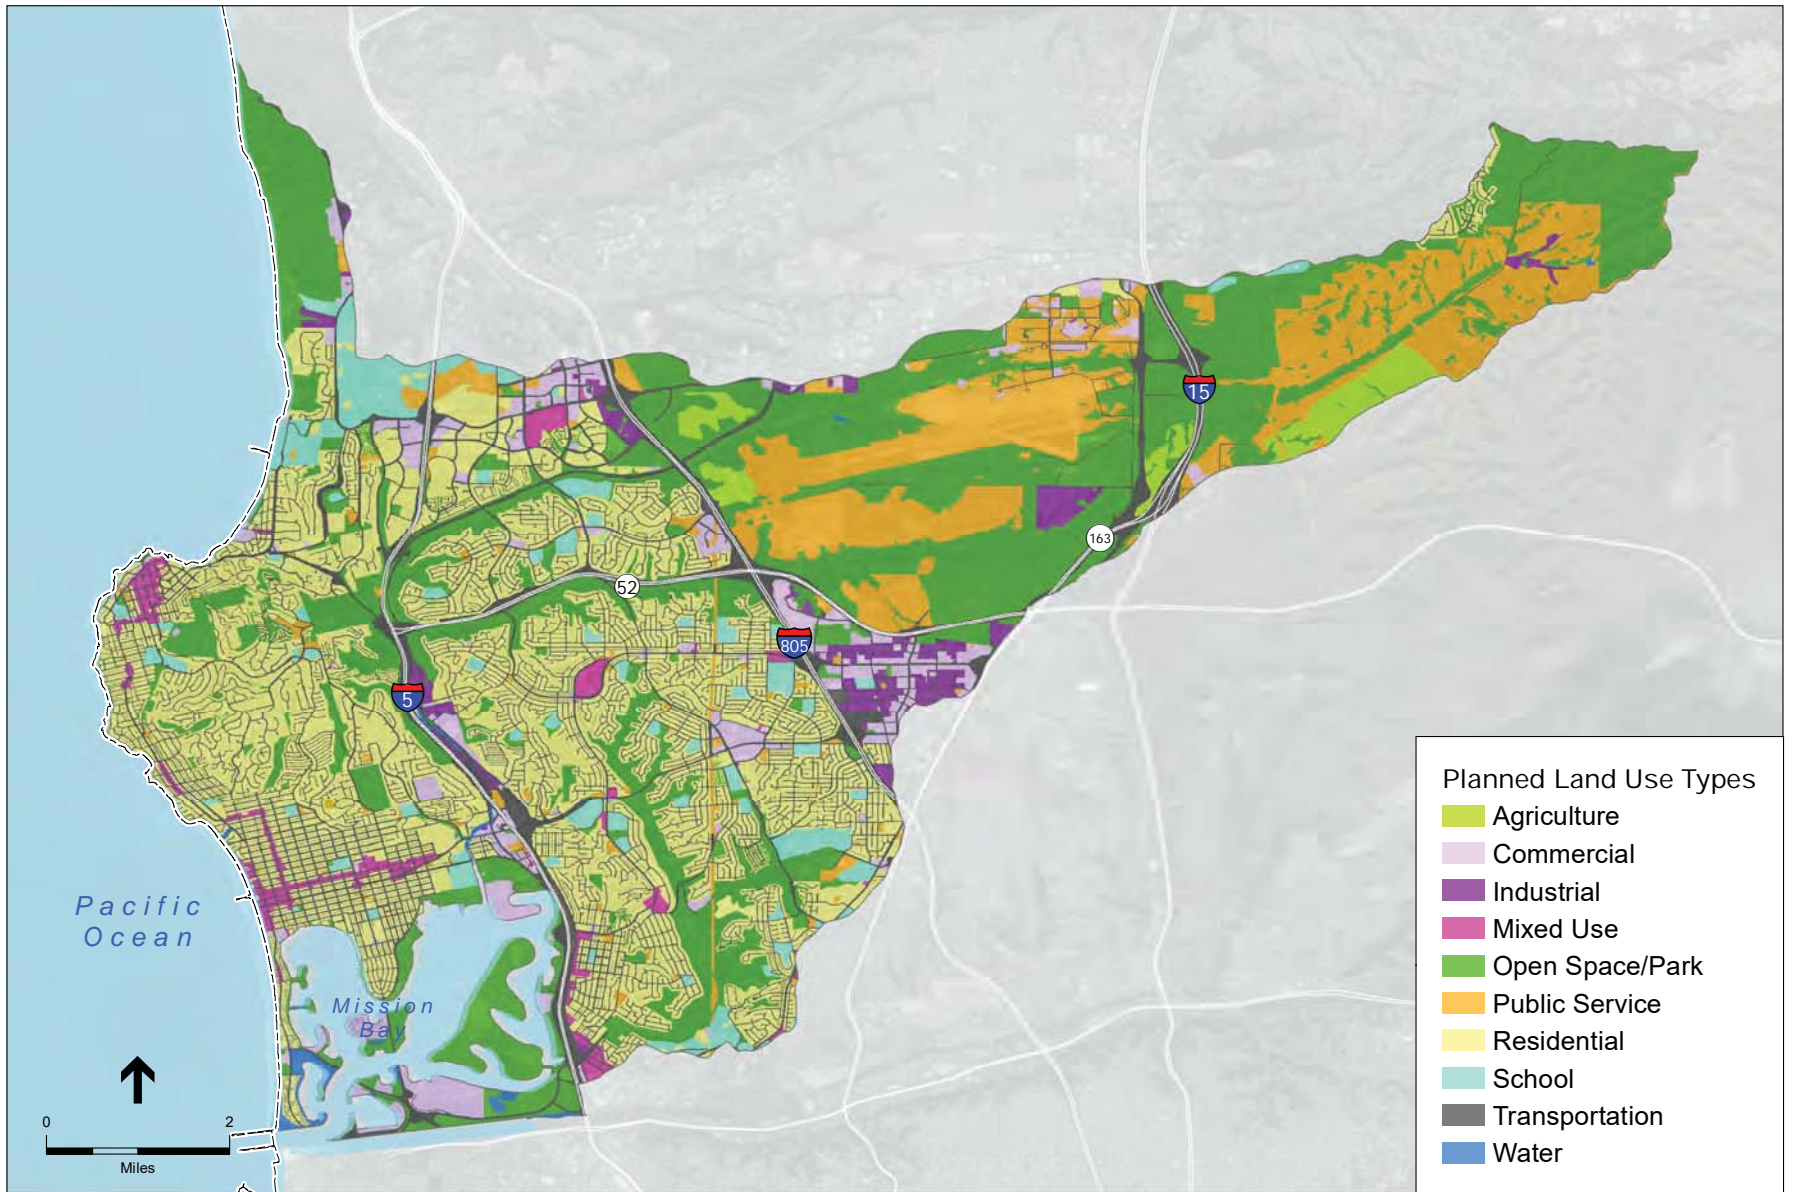 15
163
52
805
5
Pacific
Ocean
Mission
Bay
0 2
Miles
Planned Land Use Types
Agriculture
Commercial
Industrial
Mixed Use
Open Space/Park
Public Service
Residential
School
Transportation
Water